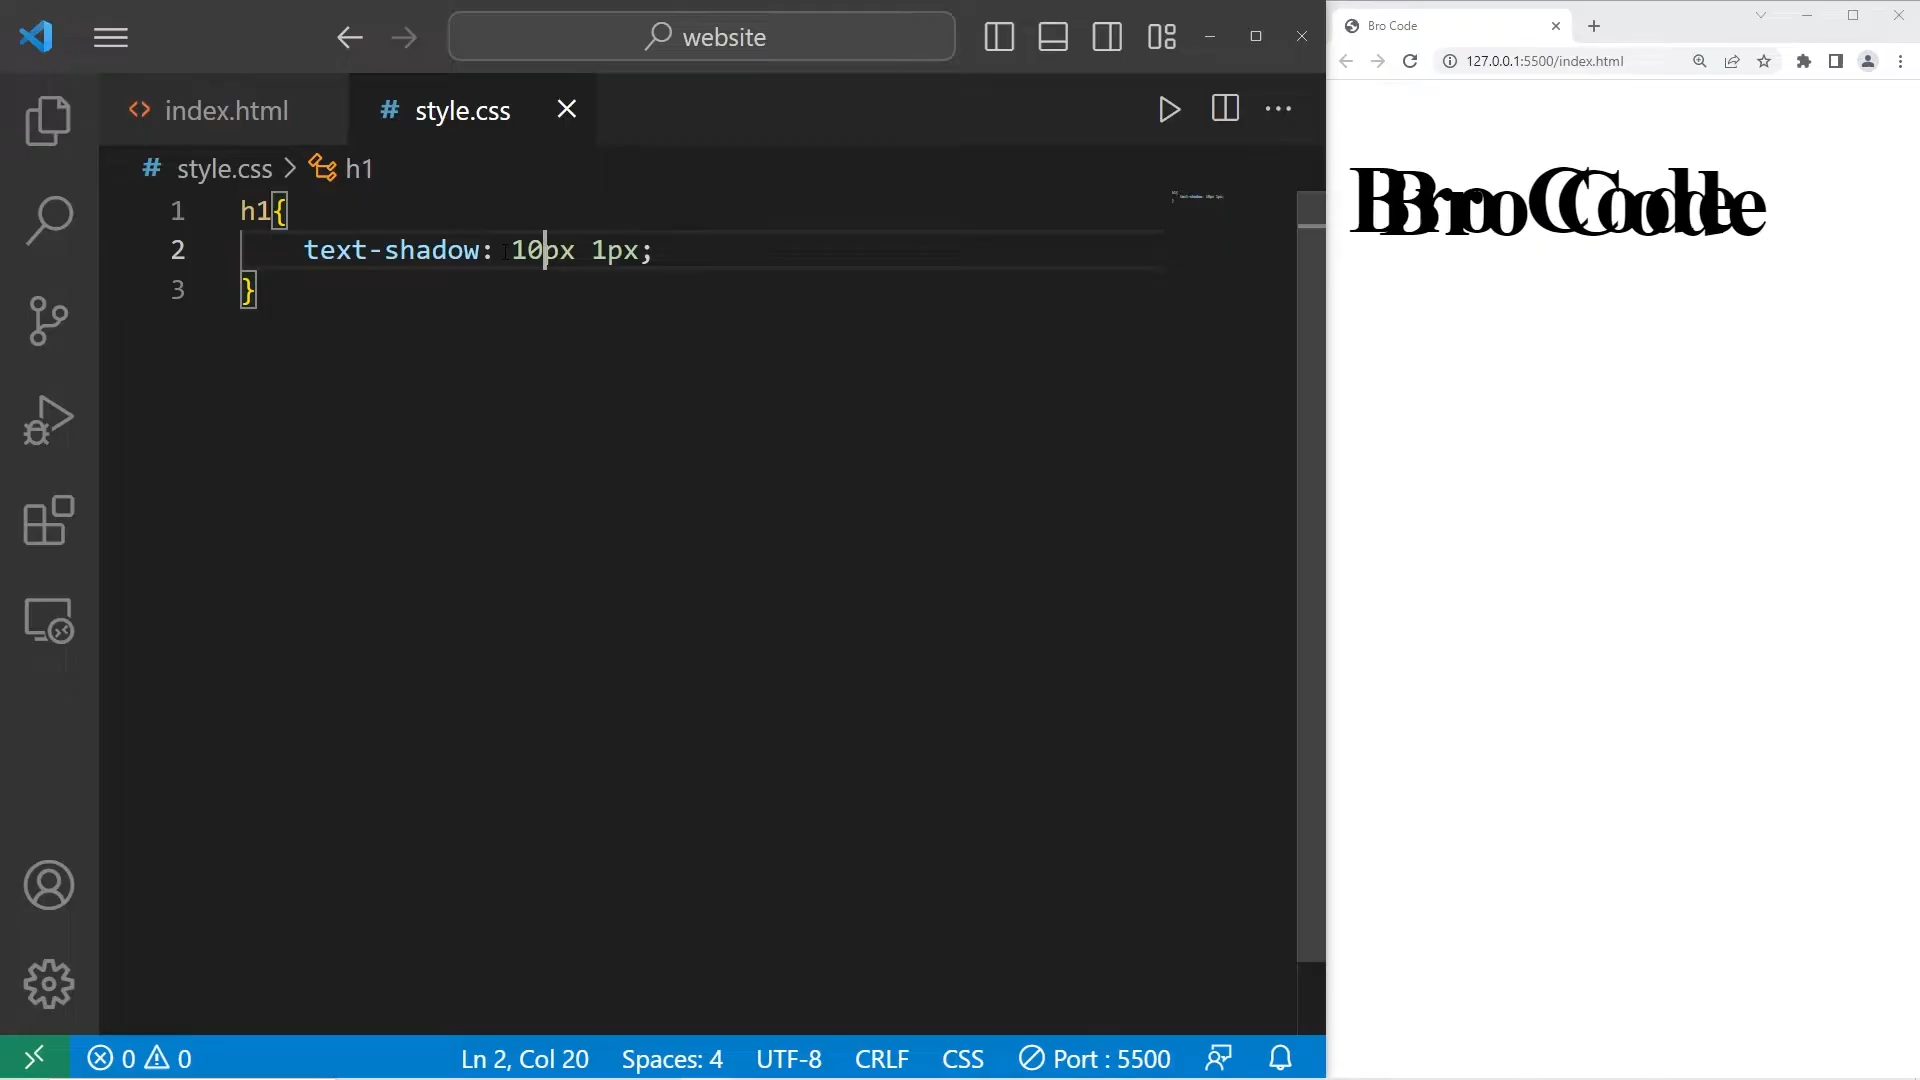 website
index.html
style.css
style.css > h1
1 h1{
2 text-shadow: 10px 1px;
3 }
0 0
Ln 2, Col 20
Spaces: 4
UTF-8
CRLF
CSS
Port : 5500
Bro Code
127.0.0.1:5500/index.html
Bro Code